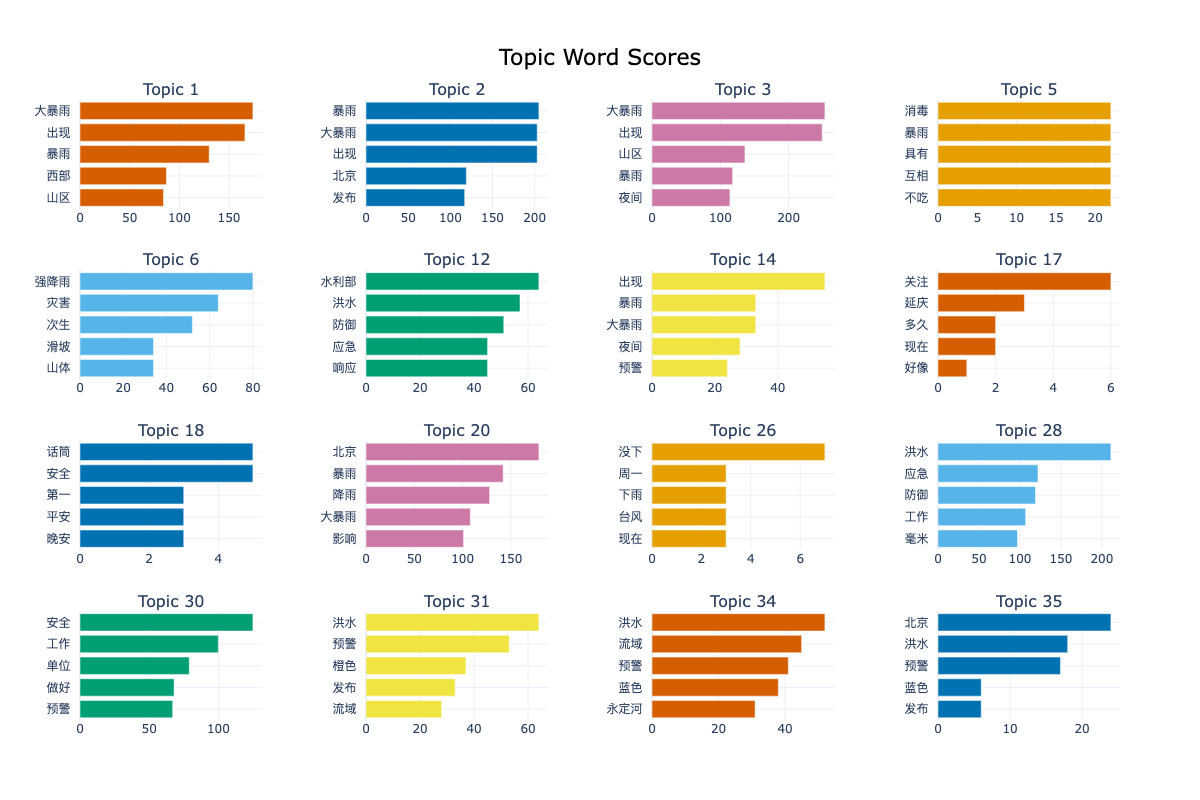 Topic Word Scores
Topic 1
大暴雨
出现
暴雨
西部
山区
0 50 100 150
Topic 2
暴雨
大暴雨
出现
北京
发布
0 50 100 150 200
Topic 3
大暴雨
出现
山区
暴雨
夜间
0 100 200
Topic 5
消毒
暴雨
具有
互相
不吃
0 5 10 15 20
Topic 6
强降雨
灾害
次生
滑坡
山体
0 20 40 60 80
Topic 12
水利部
洪水
防御
应急
响应
0 20 40 60
Topic 14
出现
暴雨
大暴雨
夜间
预警
0 20 40
Topic 17
关注
延庆
多久
现在
好像
0 2 4 6
Topic 18
话筒
安全
第一
平安
晚安
0 2 4
Topic 20
北京
暴雨
降雨
大暴雨
影响
0 50 100 150
Topic 26
没下
周一
下雨
台风
现在
0 2 4 6
Topic 28
洪水
应急
防御
工作
毫米
0 50 100 150 200
Topic 30
安全
工作
单位
做好
预警
0 50 100
Topic 31
洪水
预警
橙色
发布
流域
0 20 40 60
Topic 34
洪水
流域
预警
蓝色
永定河
0 20 40
Topic 35
北京
洪水
预警
蓝色
发布
0 10 20